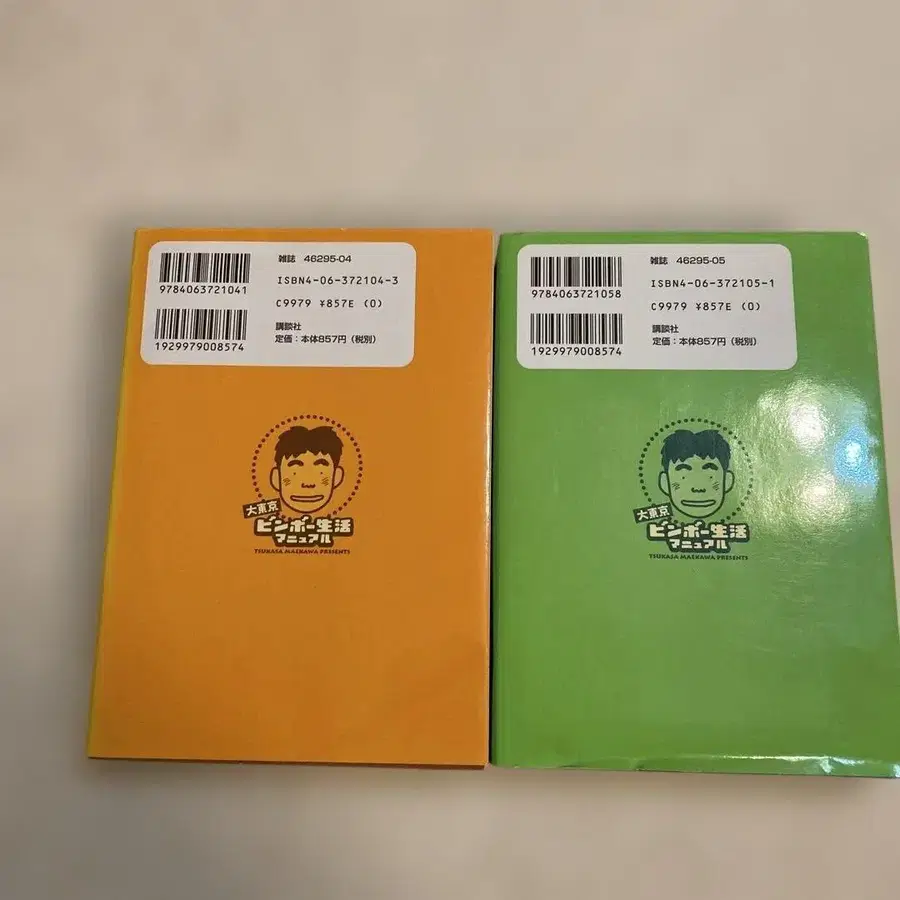 9784063721041
1929979008574
雑誌 46295-04
ISBN4-06-372104-3
C9979 ¥857E (0)
講談社
定価:本体857円(税別)
大東京
ビンボー生活
マニュアル
TSUKASA MAEKAWA PRESENTS
9784063721058
1929979008574
雑誌 46295-05
ISBN4-06-372105-1
C9979 ¥857E (0)
講談社
定価:本体857円(税別)
大東京
ビンボー生活
マニュアル
TSUKASA MAEKAWA PRESENTS